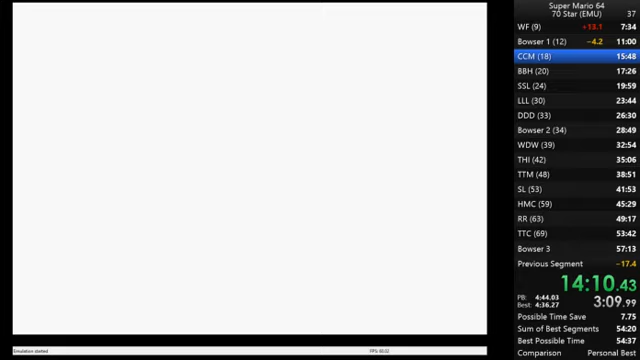 Super Mario 64
70 Star (EMU) 37
WF (9) +13.1 7:34
Bowser 1 (12) −4.2 11:00
CCM (18) 15:48
BBH (20) 17:26
SSL (24) 19:59
LLL (30) 23:44
DDD (33) 26:30
Bowser 2 (34) 28:49
WDW (39) 32:54
THI (42) 35:06
TTM (48) 38:51
SL (53) 41:53
HMC (59) 45:29
RR (63) 49:17
TTC (69) 53:42
Bowser 3 57:13
Previous Segment −17.4
14:10.43
PB: 4:44.03
Best: 4:36.27 3:09.99
Possible Time Save 7.75
Sum of Best Segments 54:20
Best Possible Time 54:37
Comparison Personal Best
Emulation started